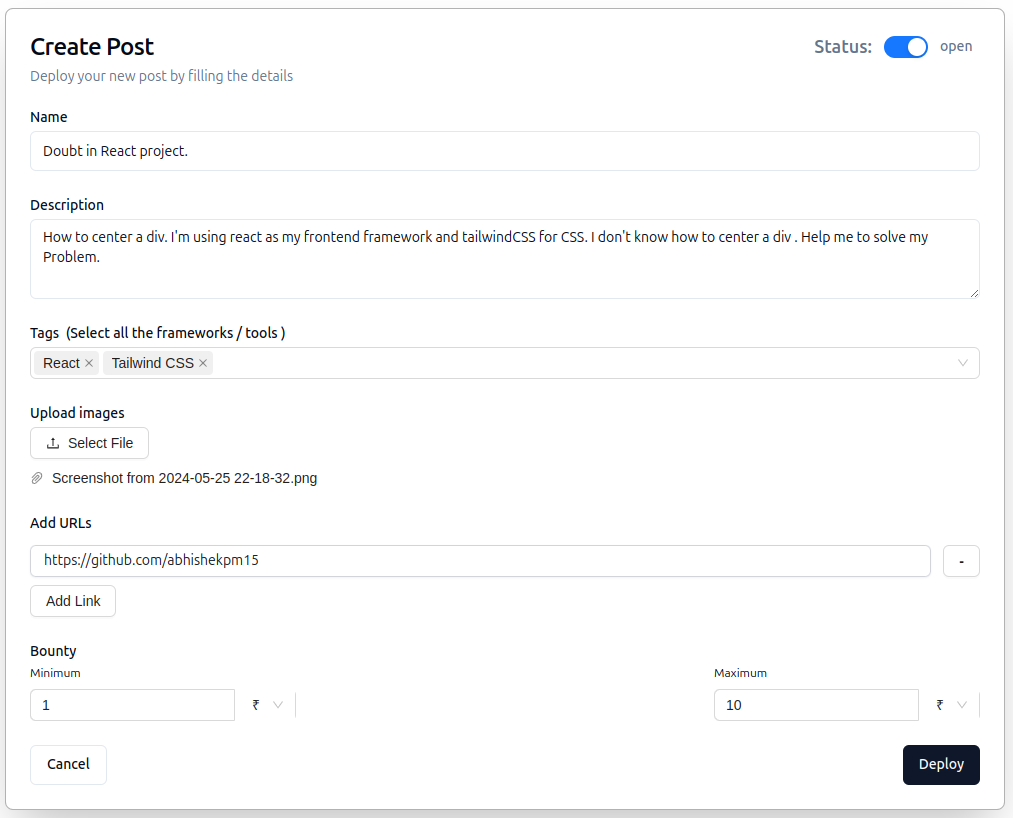 Create Post
Status: open
Deploy your new post by filling the details
Name
Doubt in React project.
Description
How to center a div. I'm using react as my frontend framework and tailwindCSS for CSS. I don't know how to center a div . Help me to solve my
Problem.
Tags (Select all the frameworks / tools )
React × Tailwind CSS ×
Upload images
Select File
Screenshot from 2024-05-25 22-18-32.png
Add URLs
https://github.com/abhishekpm15 -
Add Link
Bounty
Minimum Maximum
1 ₹ 10 ₹
Cancel Deploy